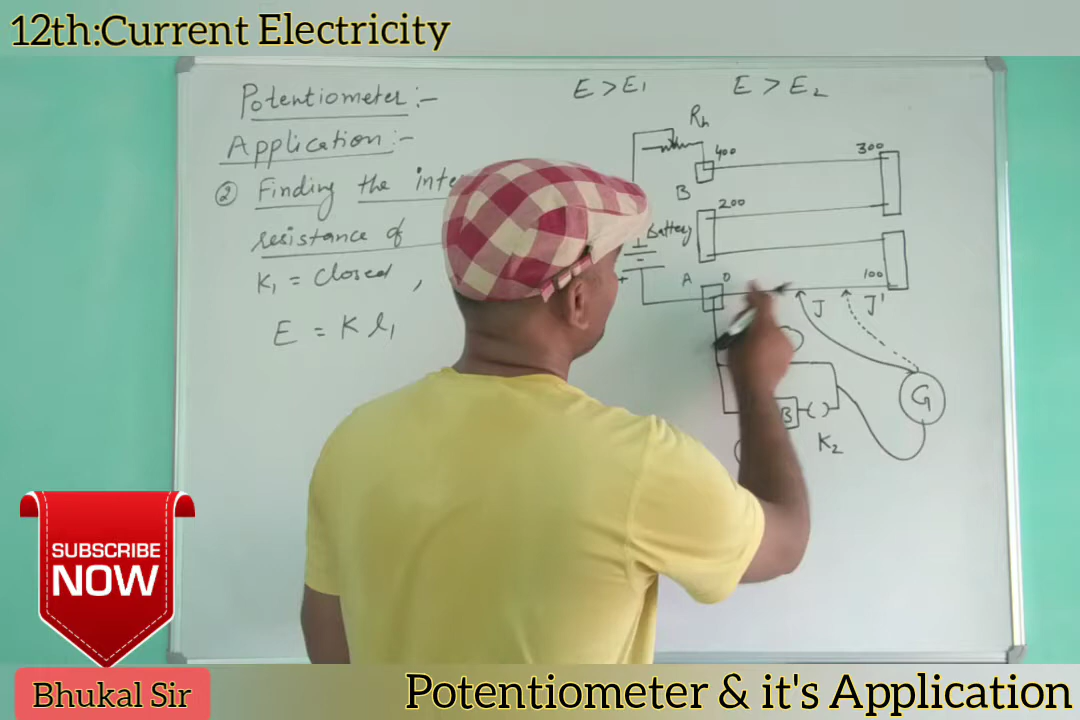 12th:Current Electricity
Potentiometer :-
Application :-
② Finding the inte
resistance of
K₁ = Closed ,
E = K l₁
E > E₁ E > E₂
Rh
400 300
B
200
Battery
+
A 0 100
J J'
G
B ( )
K₂
SUBSCRIBE
NOW
Bhukal Sir
Potentiometer & it's Application